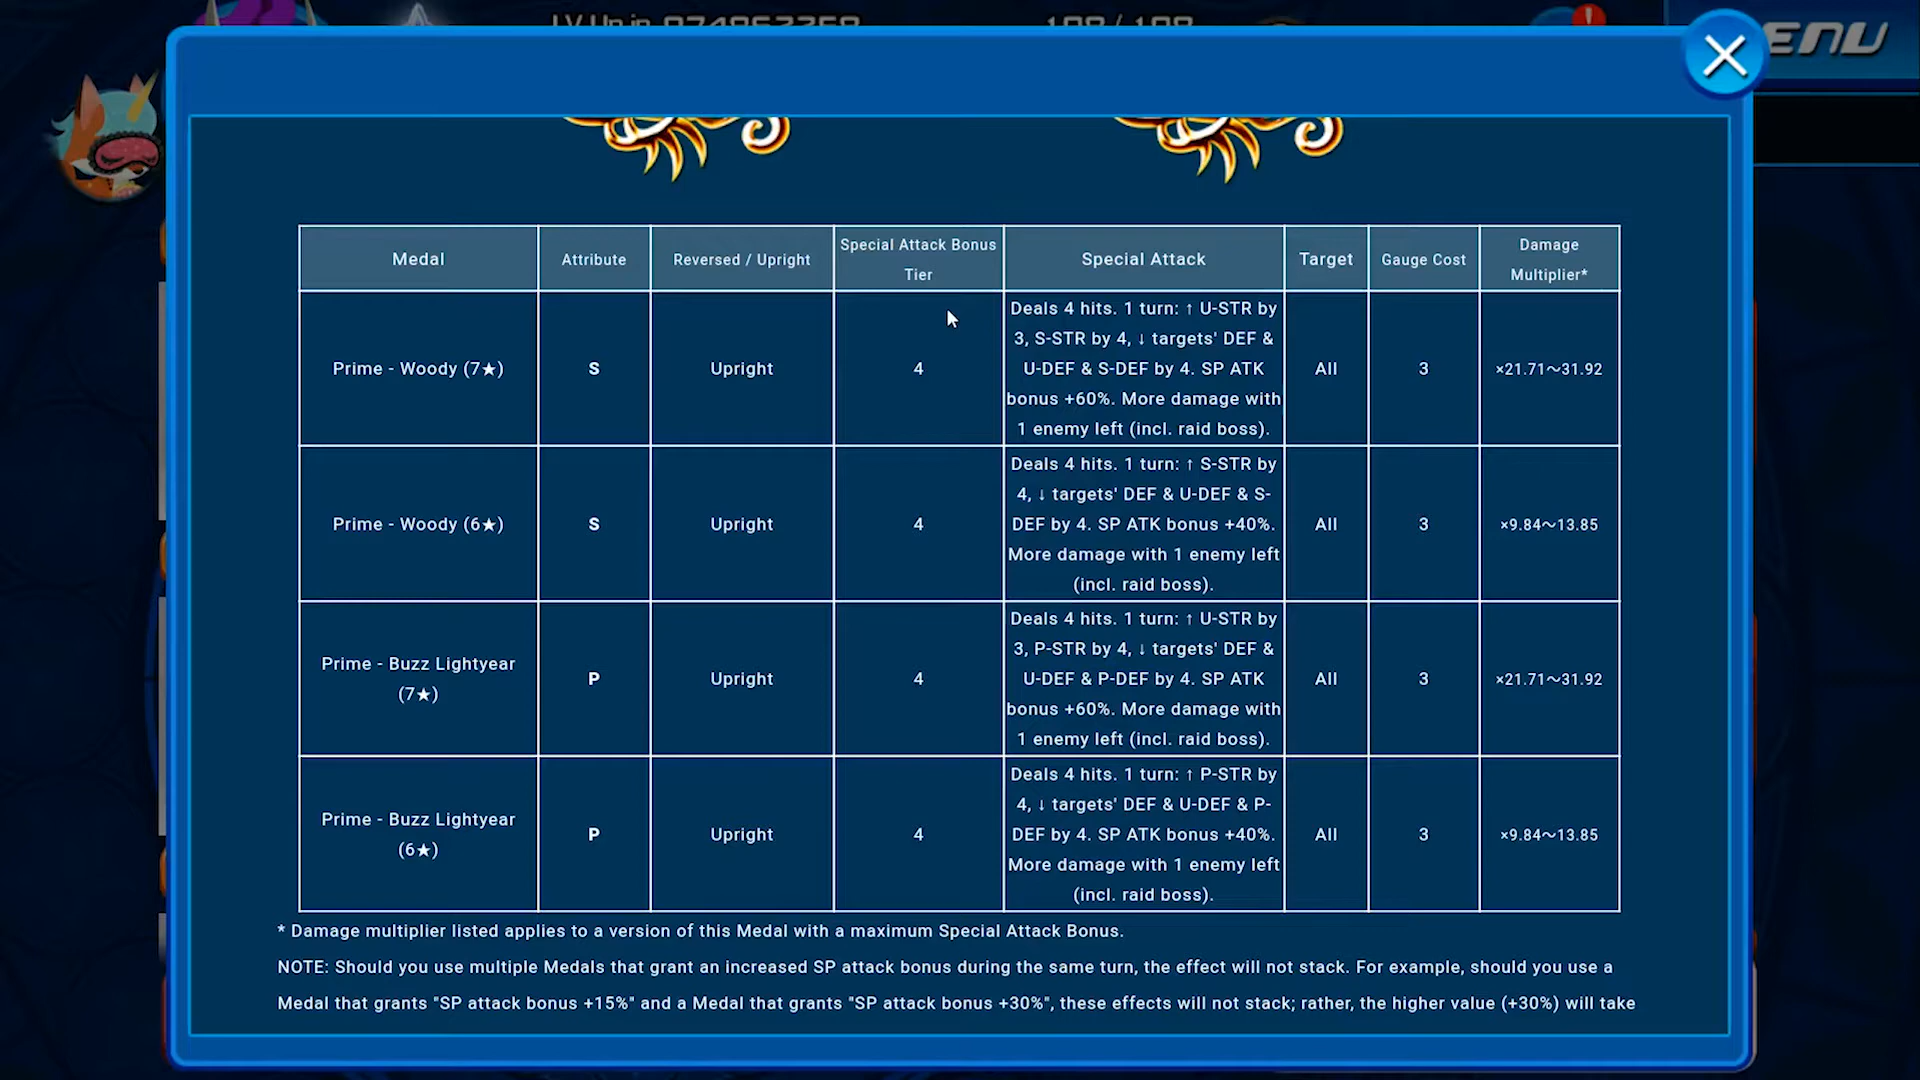 MENU
Medal
Attribute
Reversed / Upright
Special Attack Bonus
Tier
Special Attack
Target
Gauge Cost
Damage
Multiplier*
Prime - Woody (7★)
S
Upright
4
Deals 4 hits. 1 turn: ↑ U-STR by
3, S-STR by 4, ↓ targets' DEF &
U-DEF & S-DEF by 4. SP ATK
bonus +60%. More damage with
1 enemy left (incl. raid boss).
All
3
×21.71〜31.92
Prime - Woody (6★)
S
Upright
4
Deals 4 hits. 1 turn: ↑ S-STR by
4, ↓ targets' DEF & U-DEF & S-
DEF by 4. SP ATK bonus +40%.
More damage with 1 enemy left
(incl. raid boss).
All
3
×9.84〜13.85
Prime - Buzz Lightyear
(7★)
P
Upright
4
Deals 4 hits. 1 turn: ↑ U-STR by
3, P-STR by 4, ↓ targets' DEF &
U-DEF & P-DEF by 4. SP ATK
bonus +60%. More damage with
1 enemy left (incl. raid boss).
All
3
×21.71〜31.92
Prime - Buzz Lightyear
(6★)
P
Upright
4
Deals 4 hits. 1 turn: ↑ P-STR by
4, ↓ targets' DEF & U-DEF & P-
DEF by 4. SP ATK bonus +40%.
More damage with 1 enemy left
(incl. raid boss).
All
3
×9.84〜13.85
* Damage multiplier listed applies to a version of this Medal with a maximum Special Attack Bonus.
NOTE: Should you use multiple Medals that grant an increased SP attack bonus during the same turn, the effect will not stack. For example, should you use a
Medal that grants "SP attack bonus +15%" and a Medal that grants "SP attack bonus +30%", these effects will not stack; rather, the higher value (+30%) will take